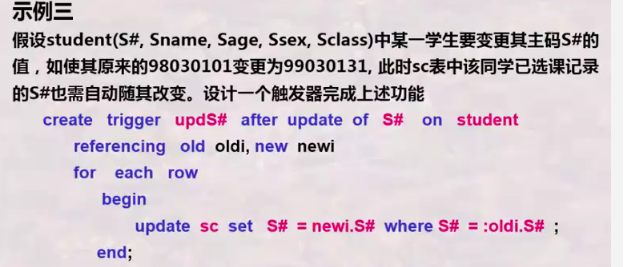 示例三
假设student(S#, Sname, Sage, Ssex, Sclass)中某一学生要变更其主码S#的
值，如使其原来的98030101变更为99030131, 此时sc表中该同学已选课记录
的S#也需自动随其改变。设计一个触发器完成上述功能
create trigger updS# after update of S# on student
referencing old oldi, new newi
for each row
begin
update sc set S# = newi.S# where S# = :oldi.S# ;
end;